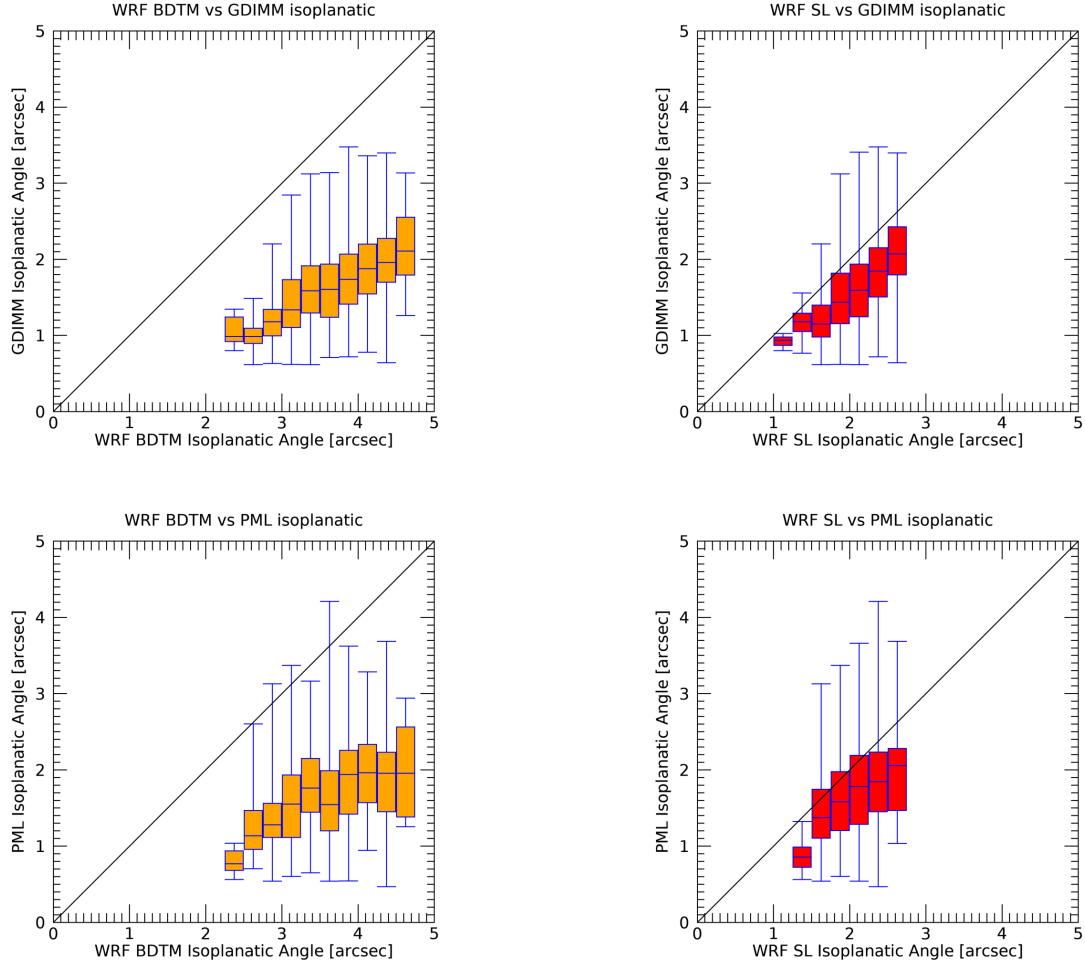 WRF BDTM vs GDIMM isoplanatic
GDIMM Isoplanatic Angle [arcsec]
5
4
3
2
1
0
0 1 2 3 4 5
WRF BDTM Isoplanatic Angle [arcsec]
WRF SL vs GDIMM isoplanatic
GDIMM Isoplanatic Angle [arcsec]
5
4
3
2
1
0
0 1 2 3 4 5
WRF SL Isoplanatic Angle [arcsec]
WRF BDTM vs PML isoplanatic
PML Isoplanatic Angle [arcsec]
5
4
3
2
1
0
0 1 2 3 4 5
WRF BDTM Isoplanatic Angle [arcsec]
WRF SL vs PML isoplanatic
PML Isoplanatic Angle [arcsec]
5
4
3
2
1
0
0 1 2 3 4 5
WRF SL Isoplanatic Angle [arcsec]